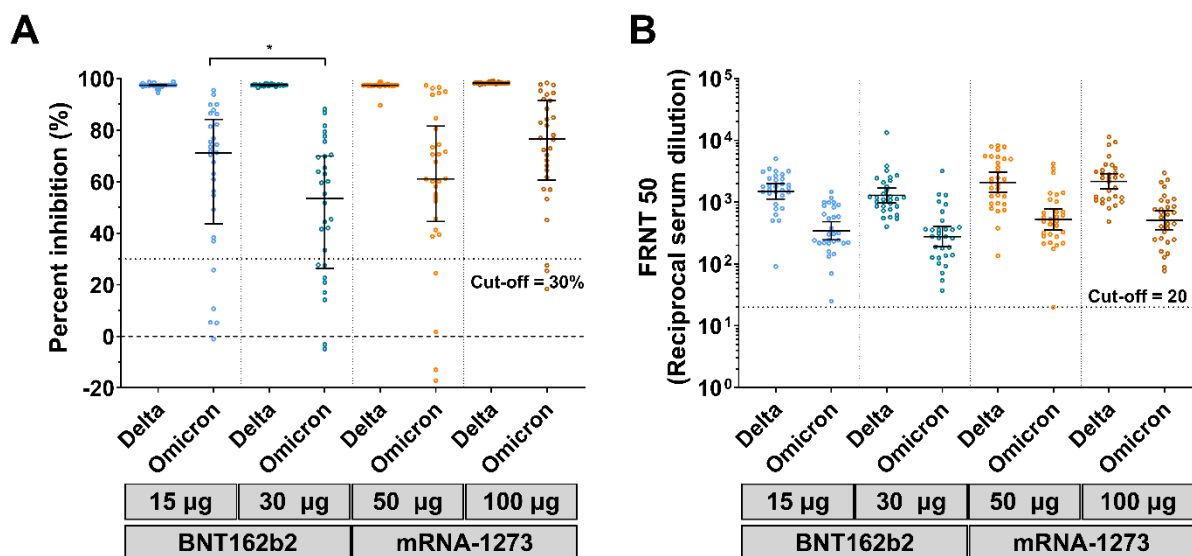 A
Percent inhibition (%)
100
80
60
40
20
0
-20
*
Cut-off = 30%
Delta
Omicron
Delta
Omicron
Delta
Omicron
Delta
Omicron
15 µg
30 µg
50 µg
100 µg
BNT162b2
mRNA-1273
B
FRNT 50
(Reciprocal serum dilution)
10⁵
10⁴
10³
10²
10¹
10⁰
Cut-off = 20
Delta
Omicron
Delta
Omicron
Delta
Omicron
Delta
Omicron
15 µg
30 µg
50 µg
100 µg
BNT162b2
mRNA-1273